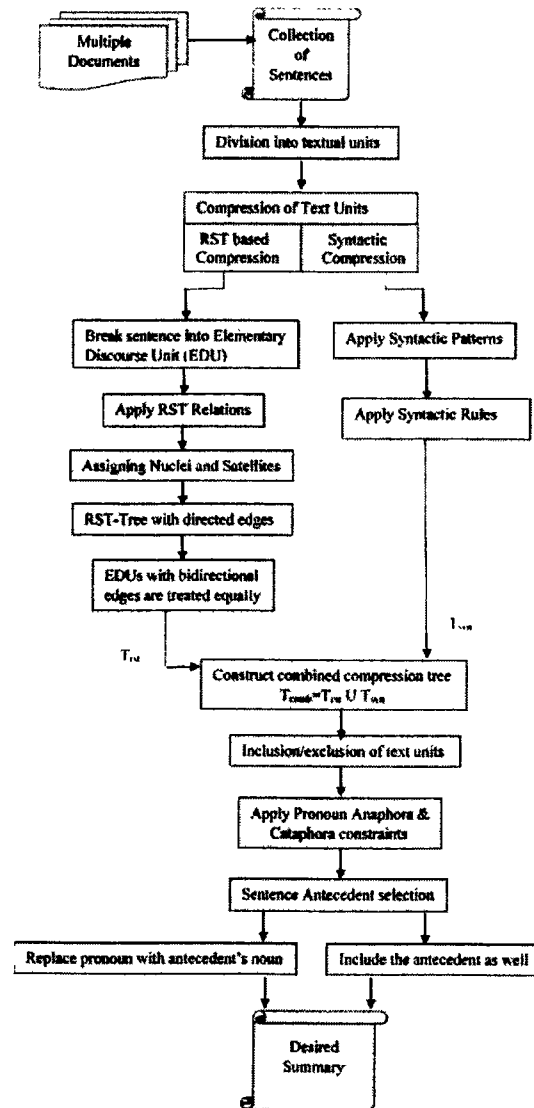 Multiple
Documents
Collection
of
Sentences
Division into textual units
Compression of Text Units
RST based
Compression
Syntactic
Compression
Break sentence into Elementary
Discourse Unit (EDU)
Apply Syntactic Patterns
Apply RST Relations
Apply Syntactic Rules
Assigning Nuclei and Satellites
RST-Tree with directed edges
EDUs with bidirectional
edges are treated equally
T
T
Construct combined compression tree
T =T U T
Inclusion/exclusion of text units
Apply Pronoun Anaphora &
Cataphora constraints
Sentence Antecedent selection
Replace pronoun with antecedent's noun
Include the antecedent as well
Desired
Summary